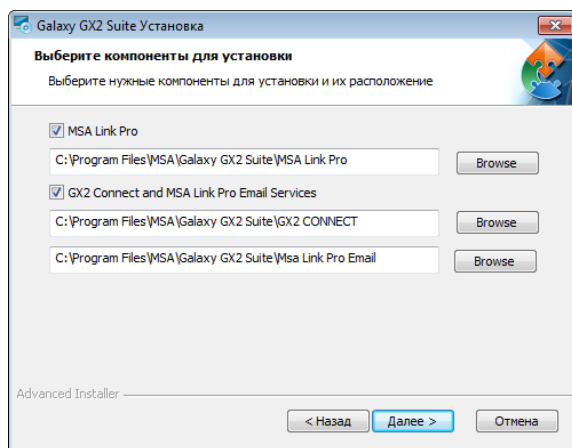 Galaxy GX2 Suite Установка
Выберите компоненты для установки
Выберите нужные компоненты для установки и их расположение
MSA Link Pro
C:\Program Files\MSA\Galaxy GX2 Suite\MSA Link Pro
Browse
GX2 Connect and MSA Link Pro Email Services
C:\Program Files\MSA\Galaxy GX2 Suite\GX2 CONNECT
Browse
C:\Program Files\MSA\Galaxy GX2 Suite\Msa Link Pro Email
Browse
Advanced Installer
< Назад
Далее >
Отмена